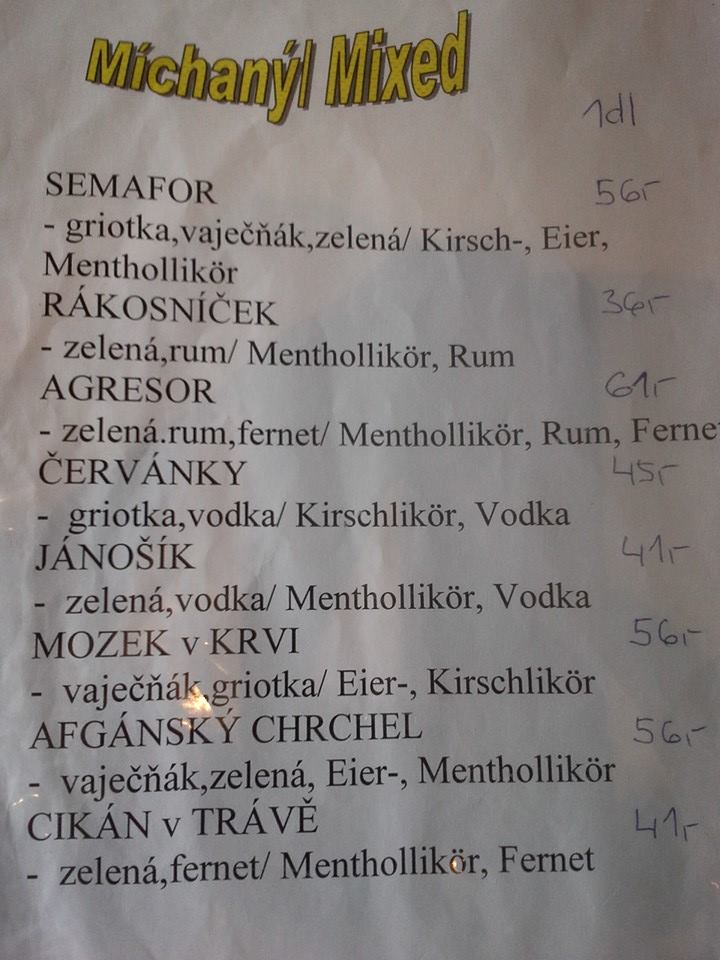 Míchaný/ Mixed
1dl
SEMAFOR 56,-
- griotka,vaječňák,zelená/ Kirsch-, Eier,
Menthollikör
RÁKOSNÍČEK 36,-
- zelená,rum/ Menthollikör, Rum
AGRESOR 61,-
- zelená.rum,fernet/ Menthollikör, Rum, Ferne
ČERVÁNKY 45,-
- griotka,vodka/ Kirschlikör, Vodka
JÁNOŠÍK 41,-
- zelená,vodka/ Menthollikör, Vodka
MOZEK v KRVI 56,-
- vaječňák,griotka/ Eier-, Kirschlikör
AFGÁNSKÝ CHRCHEL 56,-
- vaječňák,zelená, Eier-, Menthollikör
CIKÁN v TRÁVĚ 41,-
- zelená,fernet/ Menthollikör, Fernet